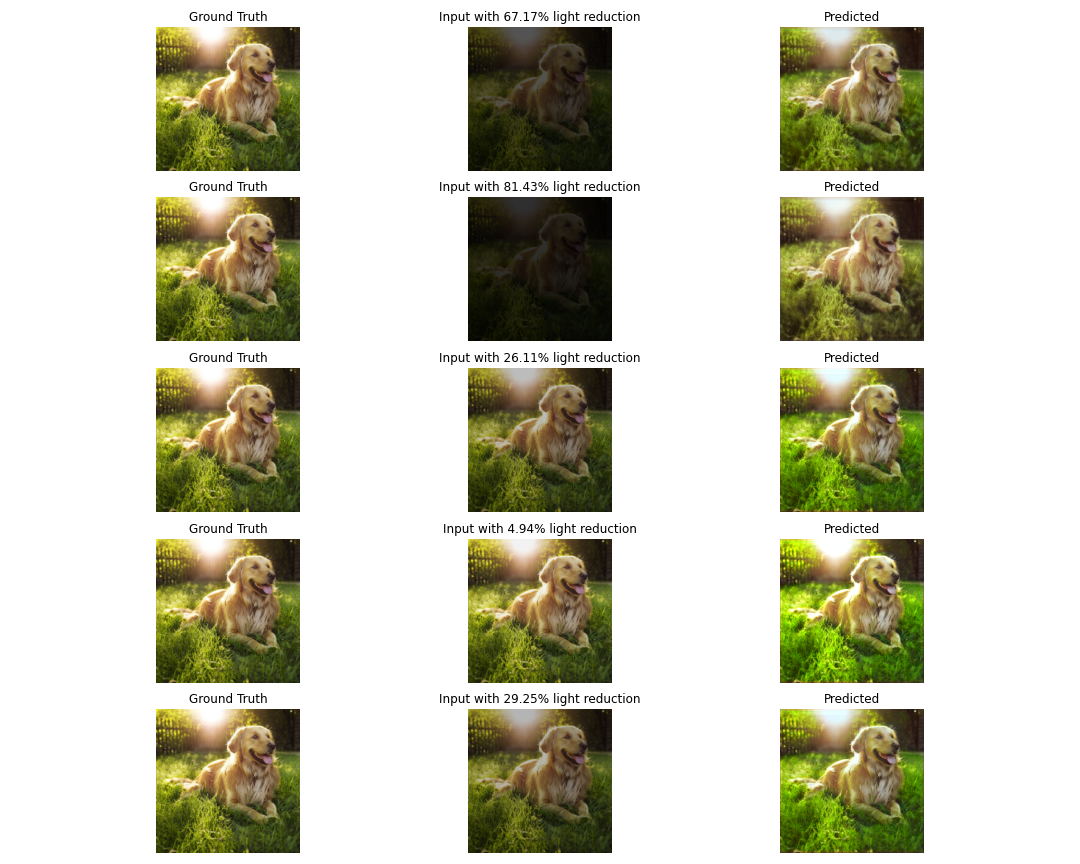 Ground Truth
Input with 67.17% light reduction
Predicted
Ground Truth
Input with 81.43% light reduction
Predicted
Ground Truth
Input with 26.11% light reduction
Predicted
Ground Truth
Input with 4.94% light reduction
Predicted
Ground Truth
Input with 29.25% light reduction
Predicted